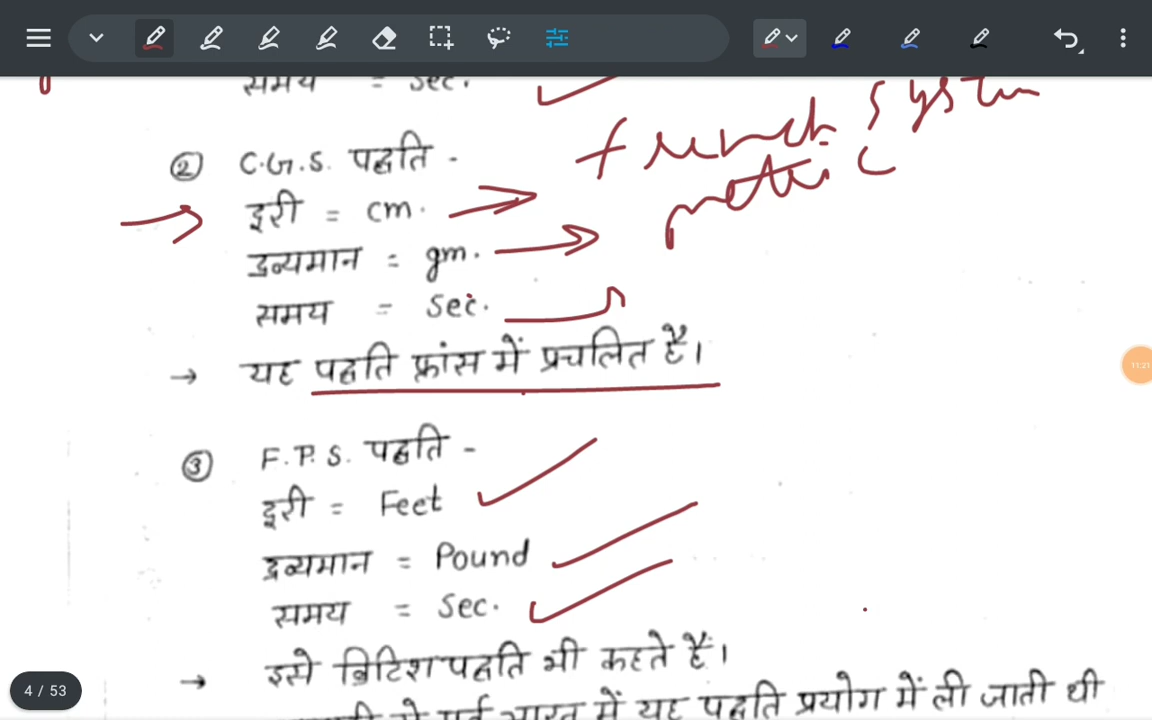 समय = Sec.
② C.G.S. पद्धति - french system
दूरी = cm. metric
द्रव्यमान = gm.
समय = Sec.
→ यह पद्धति फ्रांस में प्रचलित है।
③ F.P.S. पद्धति -
दूरी = Feet
द्रव्यमान = Pound
समय = Sec.
→ इसे ब्रिटिश पद्धति भी कहते हैं।
पूर्व भारत में यह पद्धति प्रयोग में ली जाती थी
4 / 53
11:21